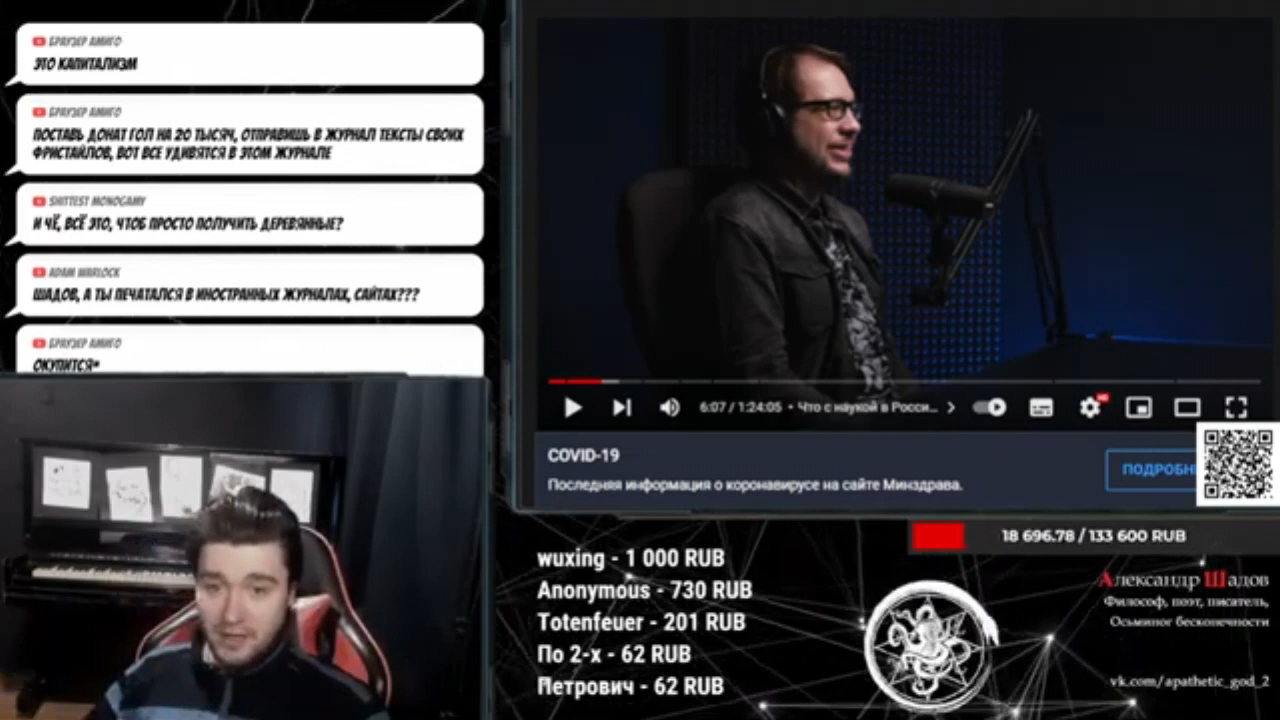 БРАУЗЕР АМИГО
ЭТО КАПИТАЛИЗМ
БРАУЗЕР АМИГО
ПОСТАВЬ ДОНАТ ГОЛ НА 20 ТЫСЯЧ, ОТПРАВИШЬ В ЖУРНАЛ ТЕКСТЫ СВОИХ
ФРИСТАЙЛОВ, ВОТ ВСЕ УДИВЯТСЯ В ЭТОМ ЖУРНАЛЕ
SHITTEST MONOGAMY
И ЧЁ, ВСЁ ЭТО, ЧТОБ ПРОСТО ПОЛУЧИТЬ ДЕРЕВЯННЫЕ?
ADAM WARLOCK
ШАДОВ, А ТЫ ПЕЧАТАЛСЯ В ИНОСТРАННЫХ ЖУРНАЛАХ, САЙТАХ???
БРАУЗЕР АМИГО
ОКУПИТСЯ*
6:07 / 1:24:05 • Что с наукой в Росси...
COVID-19
Последняя информация о коронавирусе на сайте Минздрава.
ПОДРОБН
18 696.78 / 133 600 RUB
wuxing - 1 000 RUB
Anonymous - 730 RUB
Totenfeuer - 201 RUB
По 2-х - 62 RUB
Петрович - 62 RUB
Александр Шадов
Философ, поэт, писатель,
Осьминог бесконечности
vk.com/apathetic_god_2